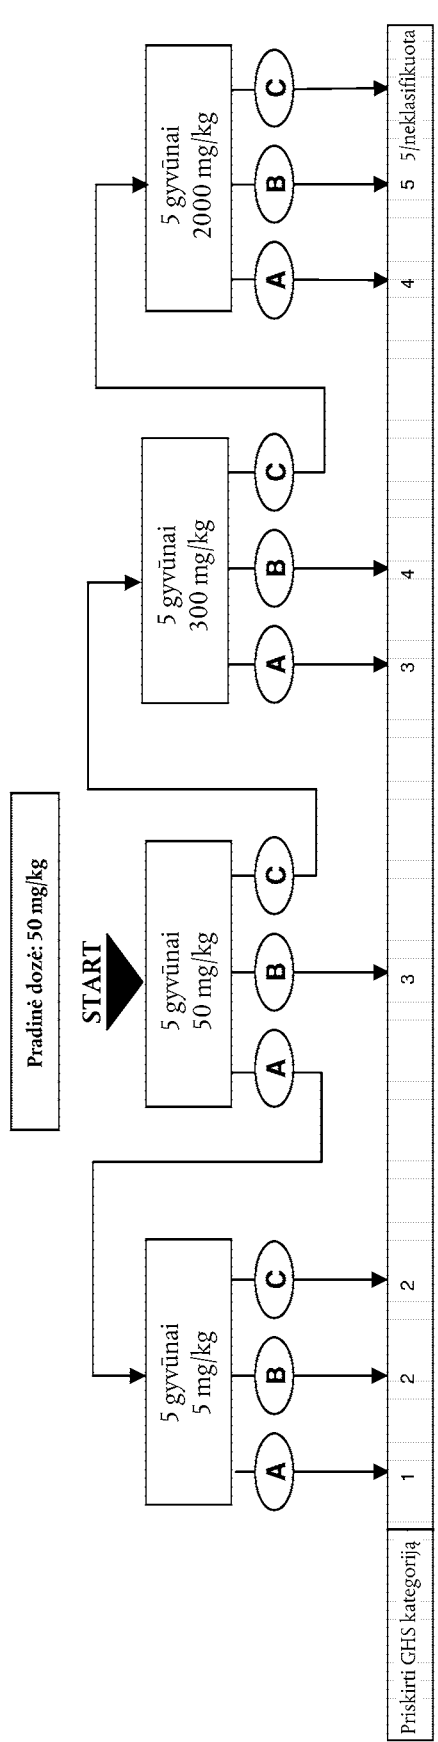 Pradinė dozė: 50 mg/kg
START
5 gyvūnai
5 mg/kg
5 gyvūnai
50 mg/kg
5 gyvūnai
300 mg/kg
5 gyvūnai
2000 mg/kg
A
B
C
A
B
C
A
B
C
A
B
C
Priskirti GHS kategoriją
1
2
2
3
3
4
4
5
5/neklasifikuota